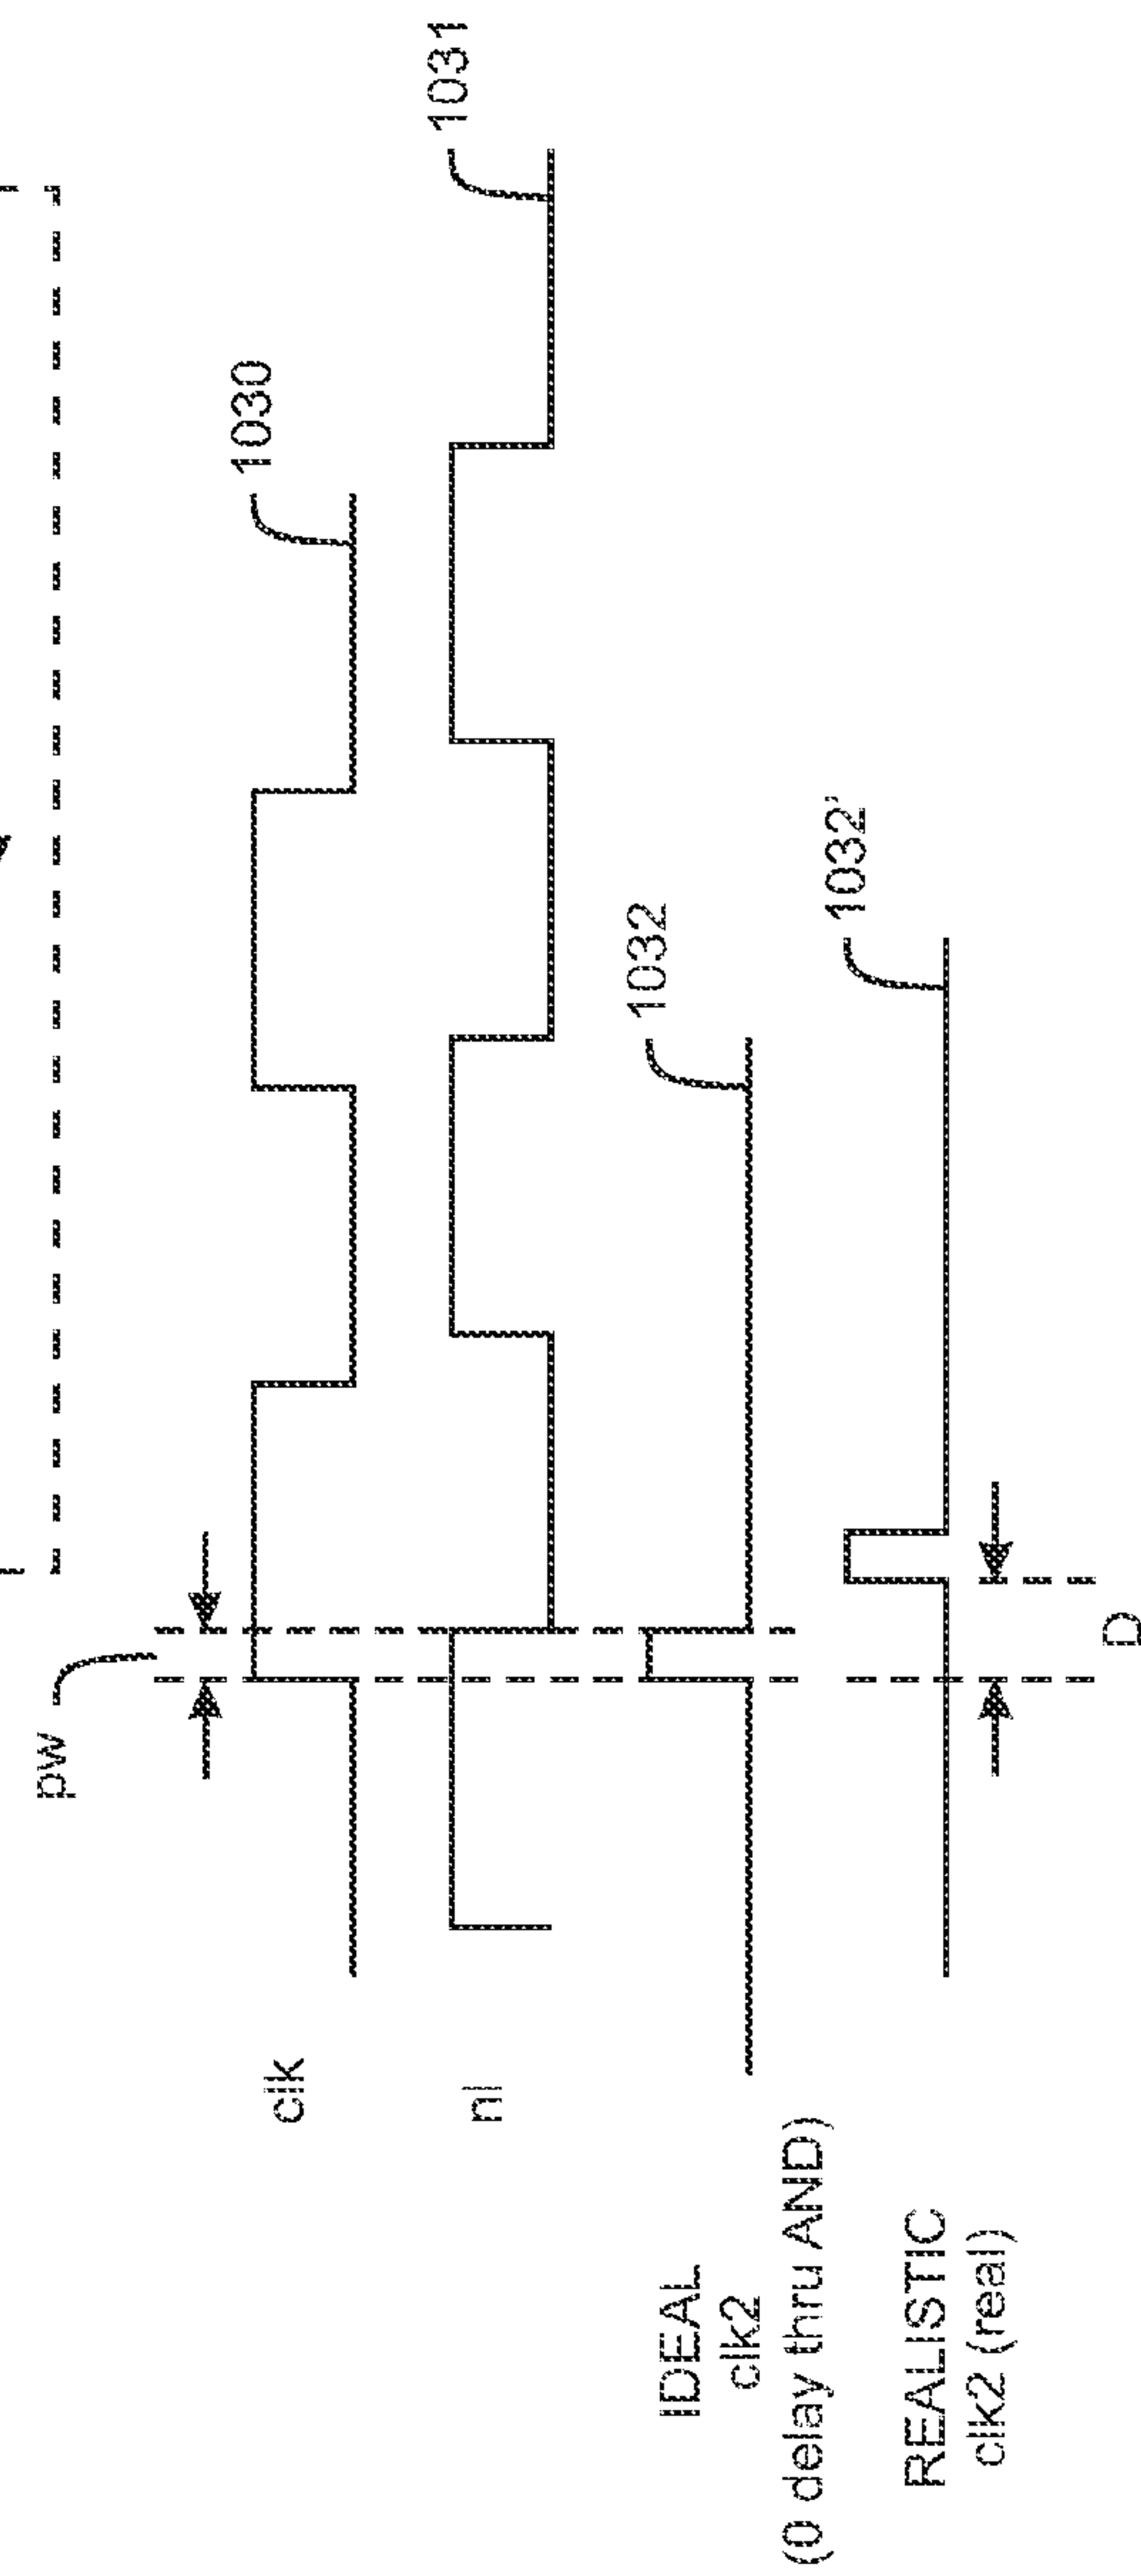 pw
clk
1030
nl
1031
IDEAL
clk2
(0 delay thru AND)
1032
REALISTIC
clk2 (real)
1032'
D